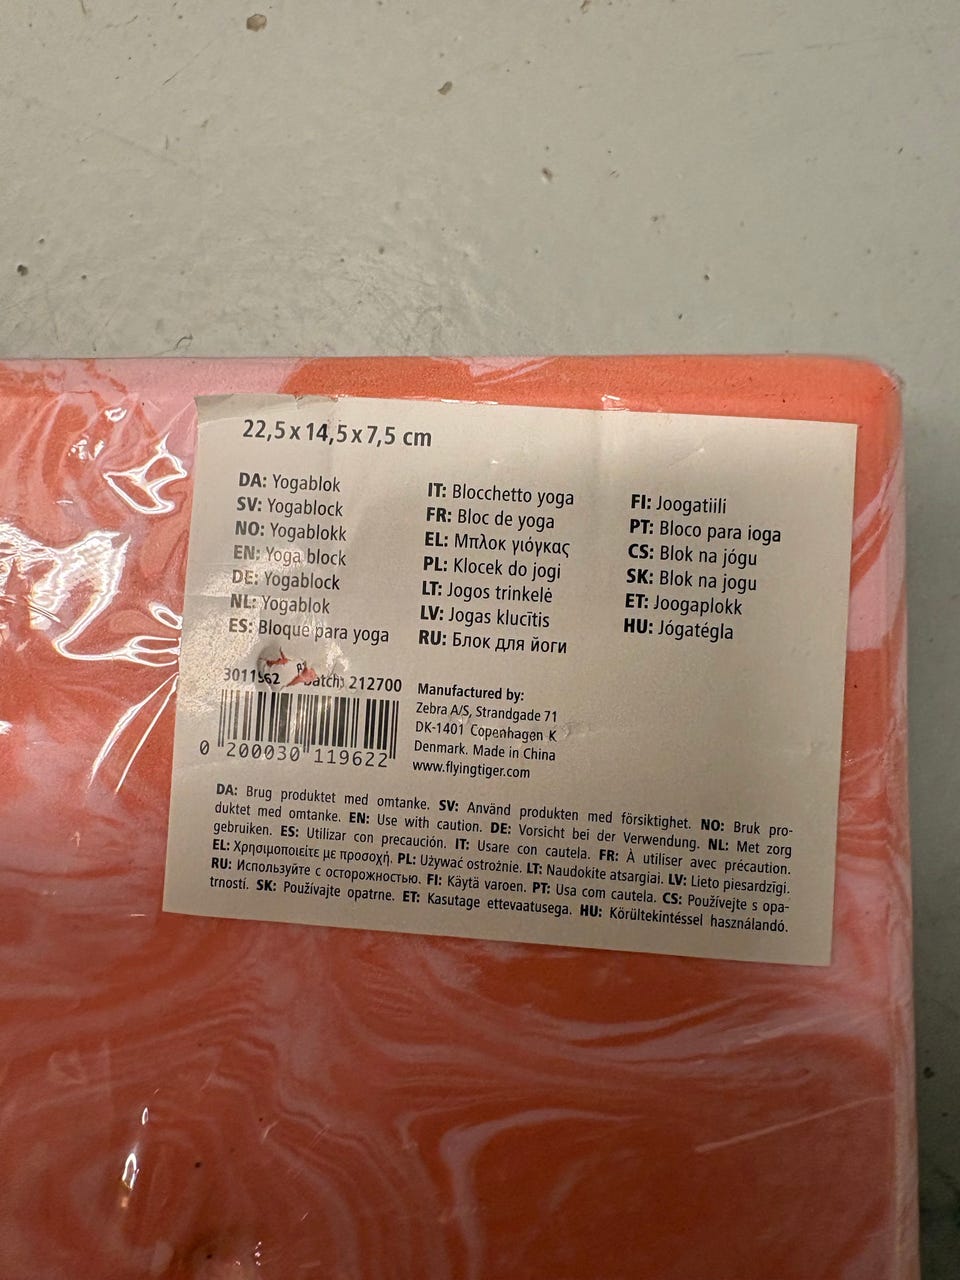 22,5 x 14,5 x 7,5 cm
DA: Yogablok
SV: Yogablock
NO: Yogablokk
EN: Yoga block
DE: Yogablock
NL: Yogablok
ES: Bloque para yoga
IT: Blocchetto yoga
FR: Bloc de yoga
EL: Μπλοκ γιόγκας
PL: Klocek do jogi
LT: Jogos trinkelė
LV: Jogas klucītis
RU: Блок для йоги
FI: Joogatiili
PT: Bloco para ioga
CS: Blok na jógu
SK: Blok na jogu
ET: Joogaplokk
HU: Jógatégla
3011962 Batch: 212700
0 200030 119622
Manufactured by:
Zebra A/S, Strandgade 71
DK-1401 Copenhagen K
Denmark. Made in China
www.flyingtiger.com
DA: Brug produktet med omtanke. SV: Använd produkten med försiktighet. NO: Bruk pro-
duktet med omtanke. EN: Use with caution. DE: Vorsicht bei der Verwendung. NL: Met zorg
gebruiken. ES: Utilizar con precaución. IT: Usare con cautela. FR: À utiliser avec précaution.
EL: Χρησιμοποιείτε με προσοχή. PL: Używać ostrożnie. LT: Naudokite atsargiai. LV: Lieto piesardzīgi.
RU: Используйте с осторожностью. FI: Käytä varoen. PT: Usa com cautela. CS: Používejte s opa-
trností. SK: Používajte opatrne. ET: Kasutage ettevaatusega. HU: Körültekintéssel használandó.